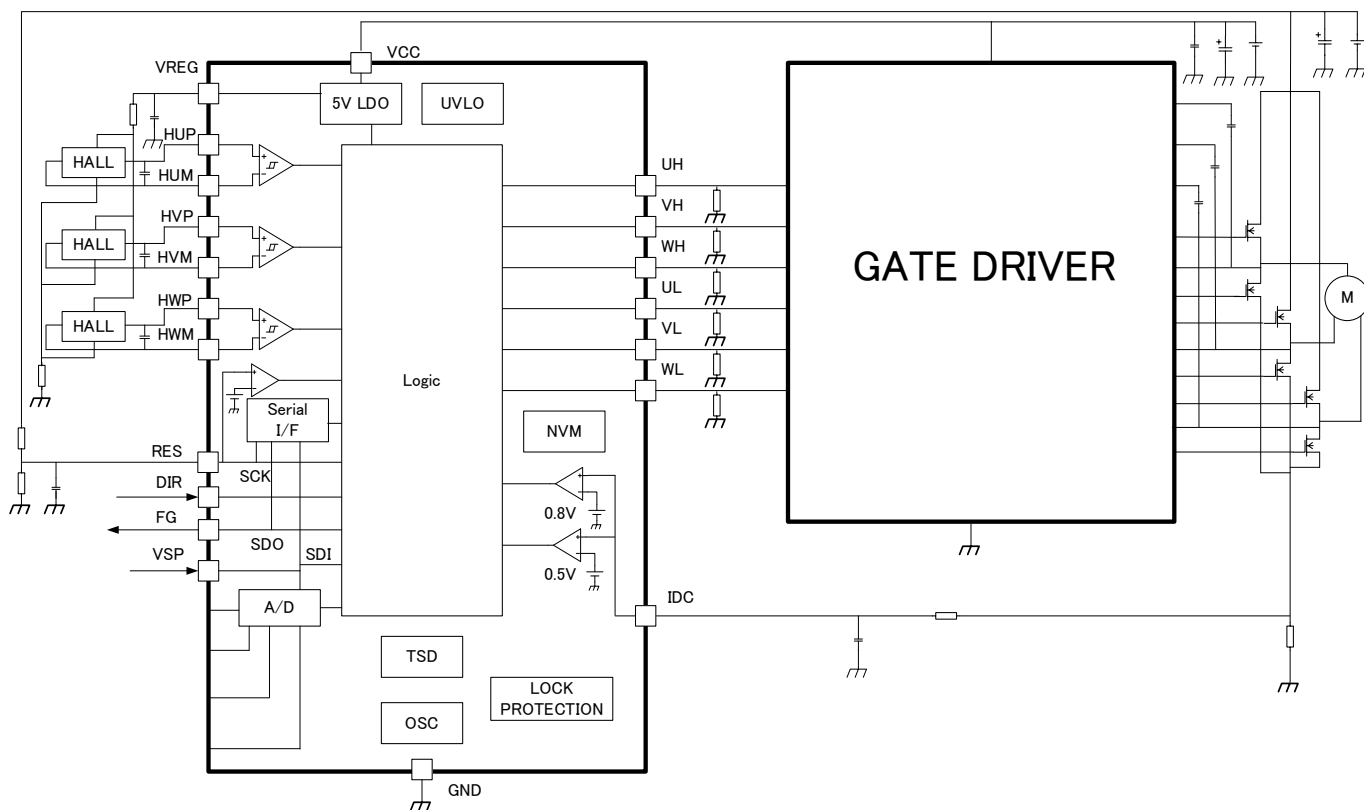 VCC
VREG
5V LDO
UVLO
HUP
HALL
HUM
HVP
HALL
HVM
HWP
HALL
HWM
Logic
Serial
I/F
RES
SCK
DIR
FG
SDO
VSP
SDI
A/D
NVM
0.8V
0.5V
TSD
LOCK
PROTECTION
OSC
GND
UH
VH
WH
UL
VL
WL
IDC
GATE DRIVER
M